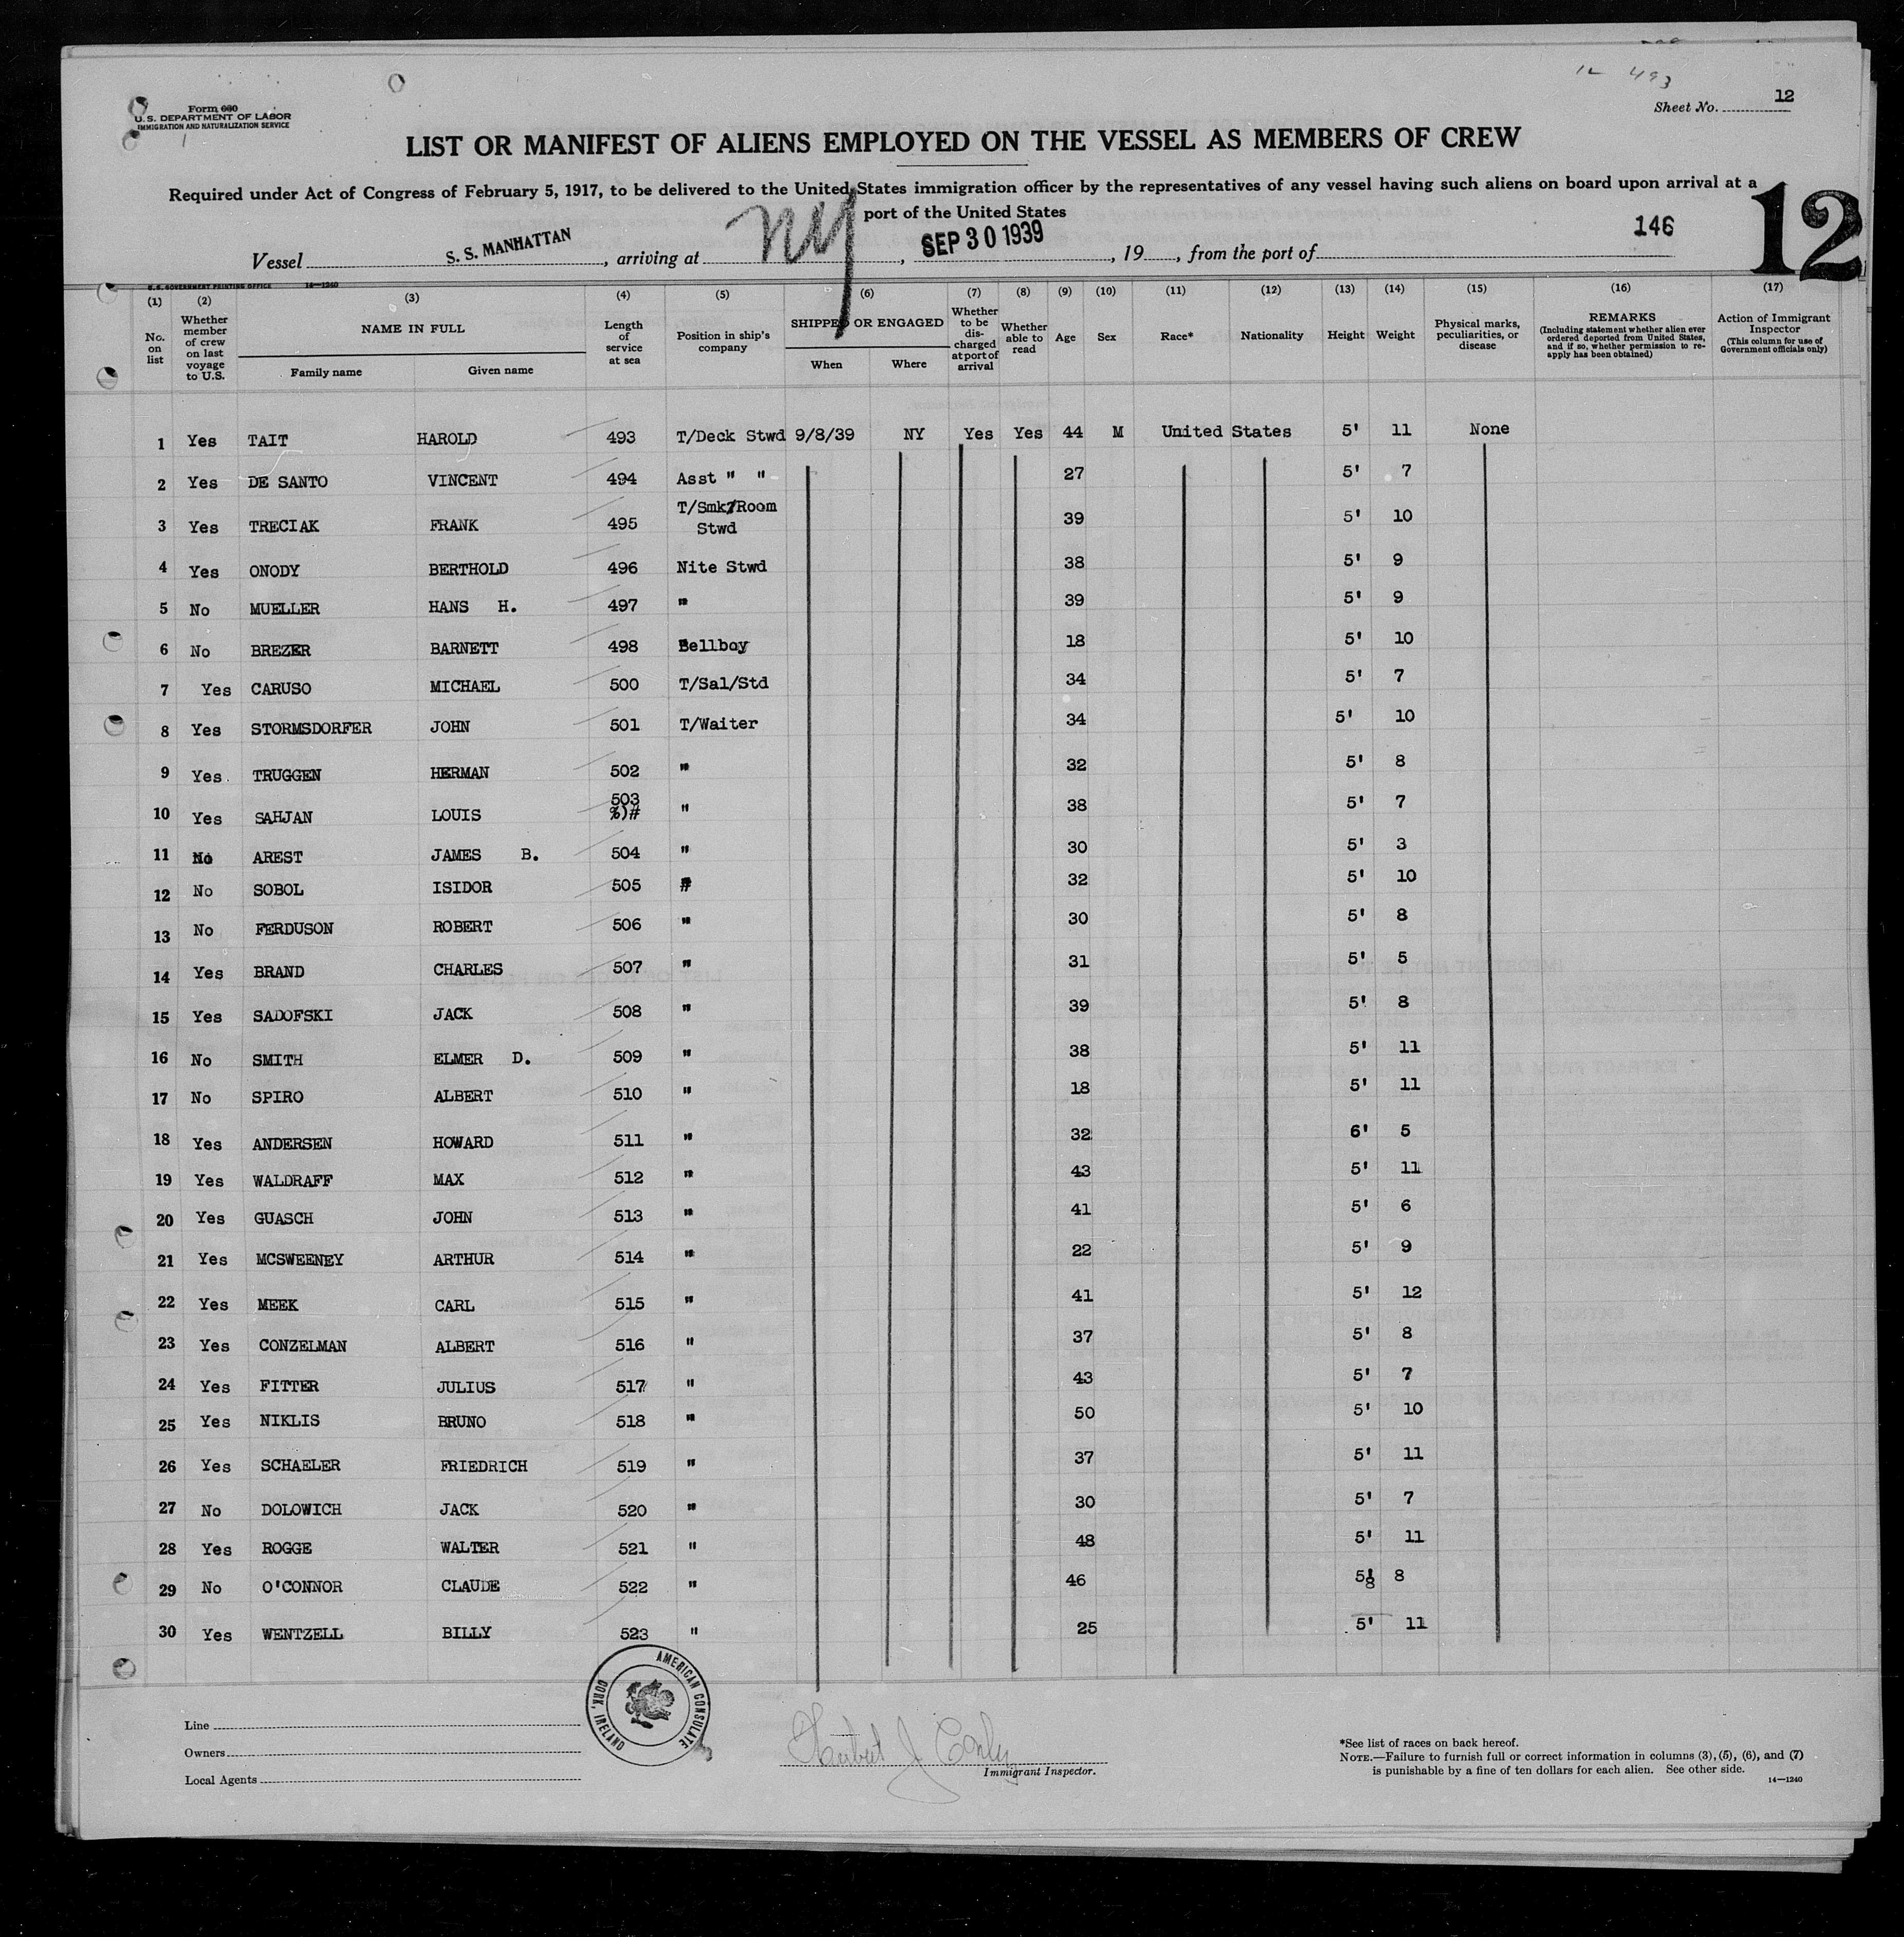 12 493
Form 680
U.S. DEPARTMENT OF LABOR
IMMIGRATION AND NATURALIZATION SERVICE
Sheet No. 12
LIST OR MANIFEST OF ALIENS EMPLOYED ON THE VESSEL AS MEMBERS OF CREW
Required under Act of Congress of February 5, 1917, to be delivered to the United States immigration officer by the representatives of any vessel having such aliens on board upon arrival at a
port of the United States
12
146
Vessel S. S. MANHATTAN, arriving at NY, SEP 30 1939, 19, from the port of
U.S. GOVERNMENT PRINTING OFFICE 14—1240
(1) No. on list
(2) Whether member of crew on last voyage to U.S.
(3) NAME IN FULL Family name Given name
(4) Length of service at sea
(5) Position in ship's company
(6) SHIPPED OR ENGAGED When Where
(7) Whether to be discharged at port of arrival
(8) Whether able to read
(9) Age
(10) Sex
(11) Race*
(12) Nationality
(13) Height
(14) Weight
(15) Physical marks, peculiarities, or disease
(16) REMARKS (Including statement whether alien ever ordered deported from United States, and if so, whether permission to re-apply has been obtained)
(17) Action of Immigrant Inspector (This column for use of Government officials only)
1 Yes TAIT HAROLD 493 T/Deck Stwd 9/8/39 NY Yes Yes 44 M United States 5' 11 None
2 Yes DE SANTO VINCENT 494 Asst " " 27 5' 7
3 Yes TRECIAK FRANK 495 T/Smk/Room Stwd 39 5' 10
4 Yes ONODY BERTHOLD 496 Nite Stwd 38 5' 9
5 No MUELLER HANS H. 497 " 39 5' 9
6 No BREZER BARNETT 498 Bellboy 18 5' 10
7 Yes CARUSO MICHAEL 500 T/Sal/Std 34 5' 7
8 Yes STORMSDORFER JOHN 501 T/Waiter 34 5' 10
9 Yes TRUGGEN HERMAN 502 " 32 5' 8
10 Yes SAHJAN LOUIS 503 %)# " 38 5' 7
11 No AREST JAMES B. 504 " 30 5' 3
12 No SOBOL ISIDOR 505 # 32 5' 10
13 No FERDUSON ROBERT 506 " 30 5' 8
14 Yes BRAND CHARLES 507 " 31 5' 5
15 Yes SADOFSKI JACK 508 " 39 5' 8
16 No SMITH ELMER D. 509 " 38 5' 11
17 No SPIRO ALBERT 510 " 18 5' 11
18 Yes ANDERSEN HOWARD 511 " 32 6' 5
19 Yes WALDRAFF MAX 512 " 43 5' 11
20 Yes GUASCH JOHN 513 " 41 5' 6
21 Yes MCSWEENEY ARTHUR 514 " 22 5' 9
22 Yes MEEK CARL 515 " 41 5' 12
23 Yes CONZELMAN ALBERT 516 " 37 5' 8
24 Yes FITTER JULIUS 517 " 43 5' 7
25 Yes NIKLIS BRUNO 518 " 50 5' 10
26 Yes SCHAELER FRIEDRICH 519 " 37 5' 11
27 No DOLOWICH JACK 520 " 30 5' 7
28 Yes ROGGE WALTER 521 " 48 5' 11
29 No O'CONNOR CLAUDE 522 " 46 5' 8 8
30 Yes WENTZELL BILLY 523 " 25 5' 11
AMERICAN CONSULATE
CORK, IRELAND
Line
Owners
Local Agents
Herbert J
Immigrant Inspector.
*See list of races on back hereof.
NOTE.—Failure to furnish full or correct information in columns (3), (5), (6), and (7)
is punishable by a fine of ten dollars for each alien. See other side.
14—1240